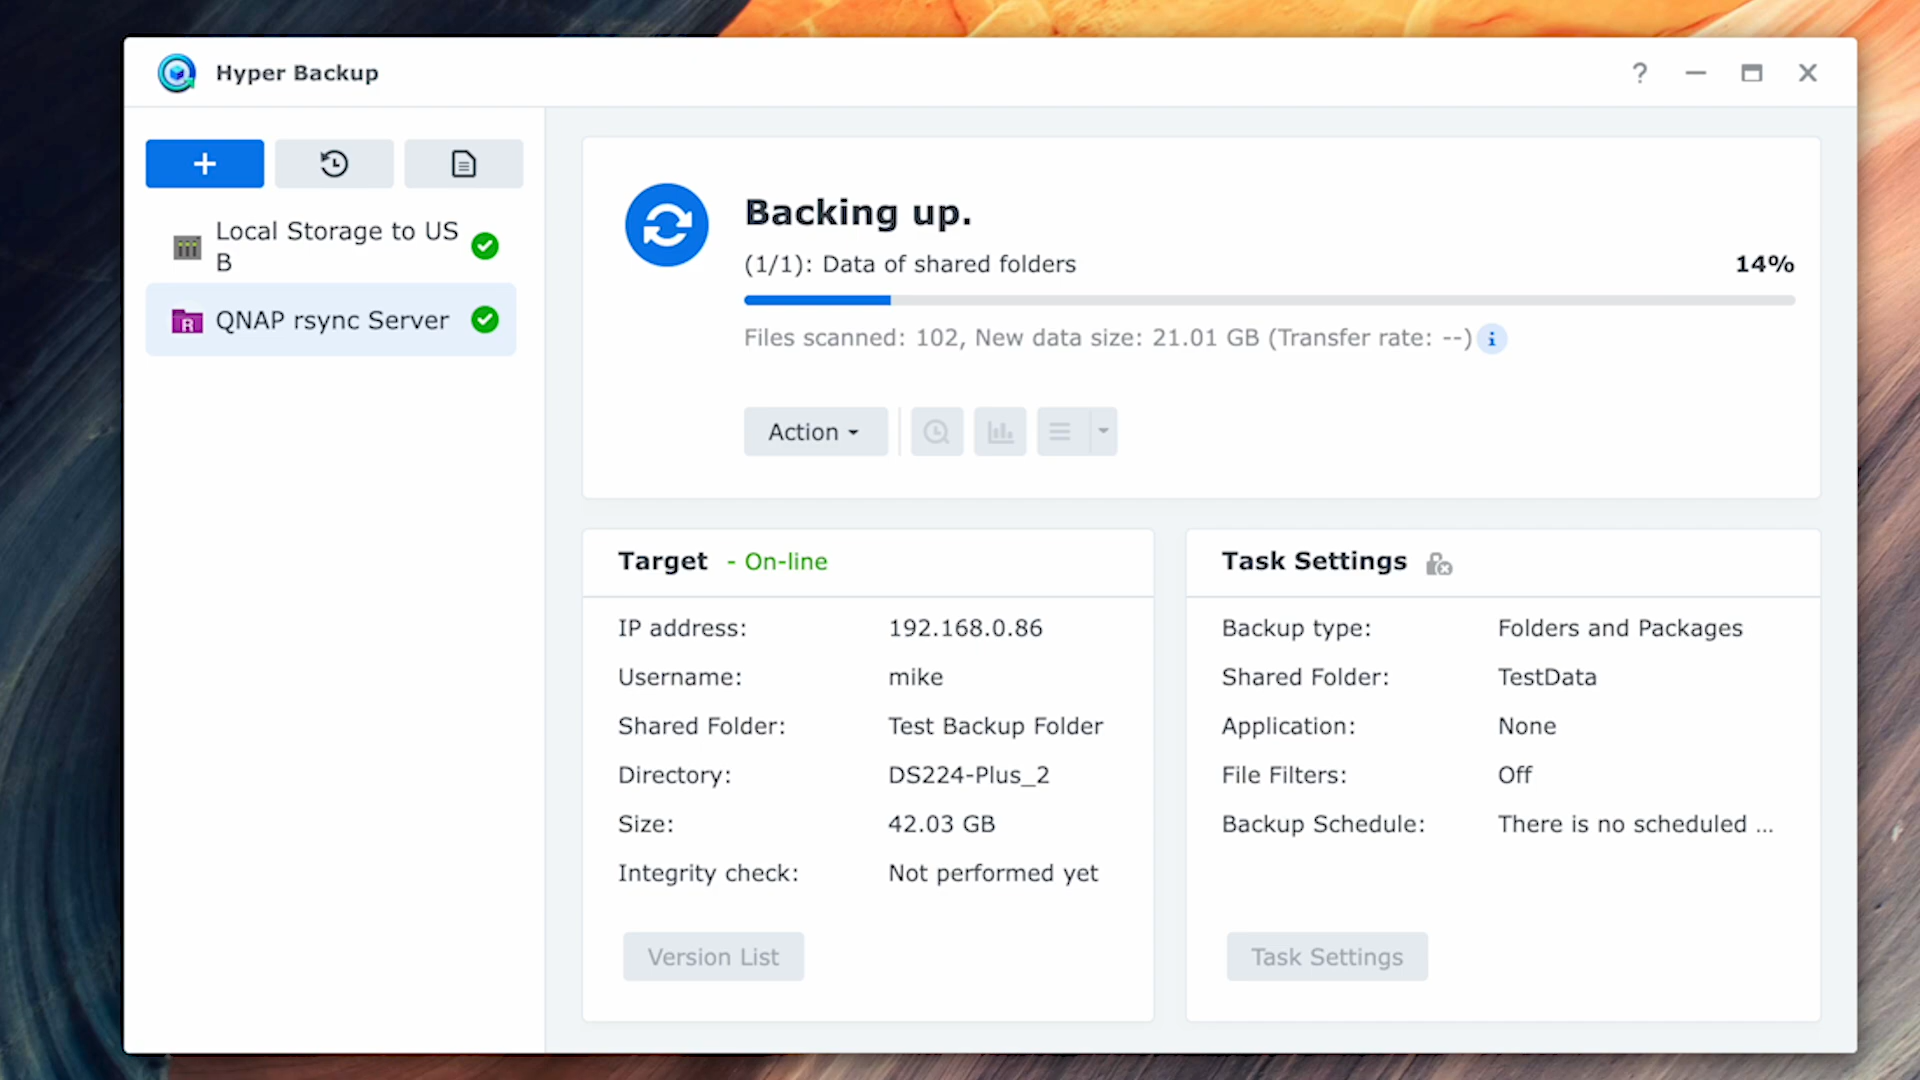 Hyper Backup
?
+
Local Storage to US
B
QNAP rsync Server
R
Backing up.
(1/1): Data of shared folders
14%
Files scanned: 102, New data size: 21.01 GB (Transfer rate: --)
i
Action
Target - On-line
IP address: 192.168.0.86
Username: mike
Shared Folder: Test Backup Folder
Directory: DS224-Plus_2
Size: 42.03 GB
Integrity check: Not performed yet
Version List
Task Settings
Backup type: Folders and Packages
Shared Folder: TestData
Application: None
File Filters: Off
Backup Schedule: There is no scheduled ...
Task Settings